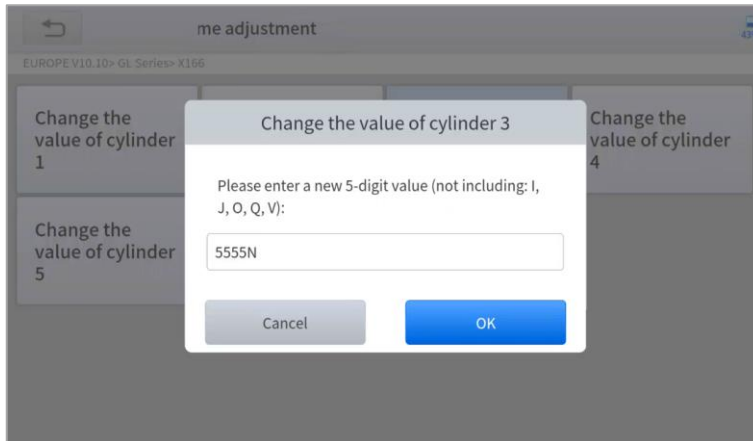 me adjustment
EUROPE V10.10> GL Series> X166
Change the
value of cylinder
1
Change the value of cylinder 3
Please enter a new 5-digit value (not including: I,
J, O, Q, V):
5555N
Cancel
OK
Change the
value of cylinder
4
Change the
value of cylinder
5